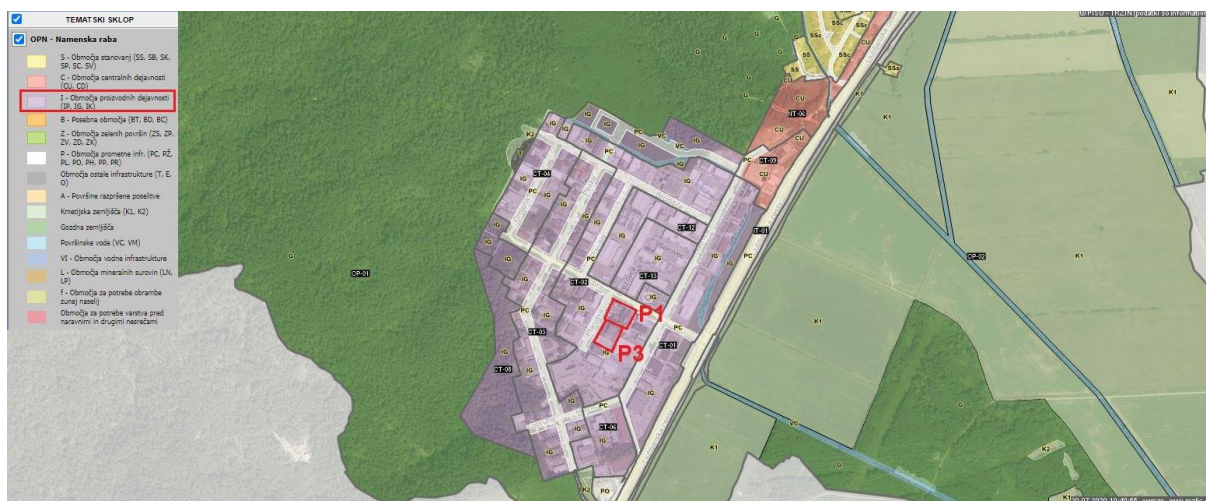 TEMATSKI SKLOP
OPN - Namenska raba
S - Območja stanovanj (SS, SB, SK,
SP, SC, SV)
C - Območja centralnih dejavnosti
(CU, CD)
I - Območja proizvodnih dejavnosti
(IP, IG, IK)
B - Posebna območja (BT, BD, BC)
Z - Območja zelenih površin (ZS, ZP,
ZV, ZD, ZK)
P - Območja prometne infr. (PC, PŽ,
PL, PO, PH, PP, PR)
Območja ostale infrastrukture (T, E,
O)
A - Površine razpršene poselitve
Kmetijska zemljišča (K1, K2)
Gozdna zemljišča
Površinske vode (VC, VM)
VI - Območja vodne infrastrukture
L - Območja mineralnih surovin (LN,
LP)
f - Območja za potrebe obrambe
zunaj naselij
Območja za potrebe varstva pred
naravnimi in drugimi nesrečami
© PISO - TRZIN (podatki so informativni
G
SSc
SS
CU
K1
NT-06
CT-09
IG
PC
VC
K2
CT-04
CT-12
IT-01
OP-01
OP-02
CT-13
CT-02
P1
P3
CT-01
CT-03
CT-08
CT-06
PO